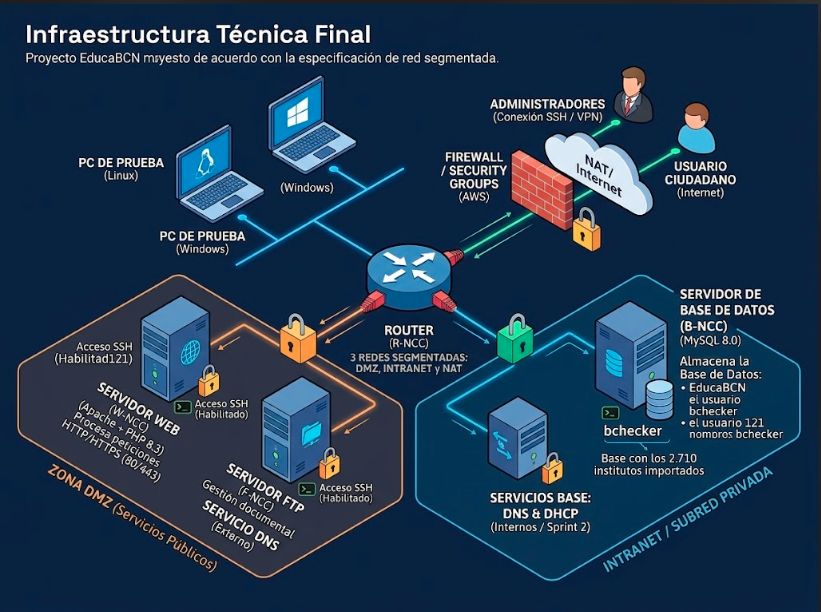 Infraestructura Técnica Final
Proyecto EducaBCN mıyesto de acuerdo con la especificación de red segmentada.
ADMINISTRADORES
(Conexión SSH / VPN)
PC DE PRUEBA
(Linux)
(Windows)
PC DE PRUEBA
(Windows)
FIREWALL
/ SECURITY
GROUPS
(AWS)
NAT/
Internet
USUARIO
CIUDADANO
(Internet)
ROUTER
(R-NCC)
3 REDES SEGMENTADAS:
DMZ, INTRANET y NAT
Acceso SSH
(Habilitad121)
Acceso SSH
(Habilitado)
SERVIDOR WEB
(W-NCC)
(Apache + PHP 8.3)
Procesa peticiones
HTTP/HTTPS (80/443)
SERVIDOR FTP
(F-NCC)
Gestión documental
SERVICIO DNS
(Externo)
Acceso SSH
(Habilitado)
ZONA DMZ (Servicios Públicos)
SERVIDOR DE
BASE DE DATOS
(B-NCC)
(MySQL 8.0)
Almacena la
Base de Datos:
• EducaBCN
el usuario
bchecker
• el usuario 121
nomoros bchecker
bchecker
Base con los 2.710
institutos importados
SERVICIOS BASE:
DNS & DHCP
(Internos / Sprint 2)
INTRANET / SUBRED PRIVADA